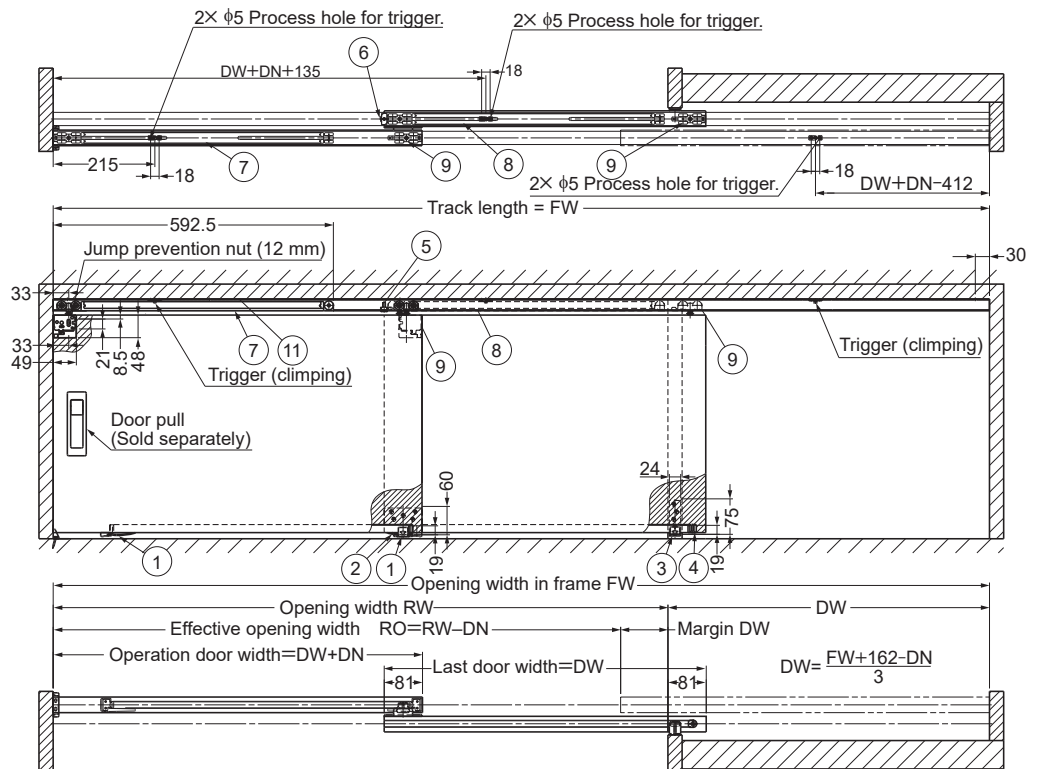 2× ϕ5 Process hole for trigger.
2× ϕ5 Process hole for trigger.
6
DW+DN+135
18
215
7
18
9
8
9
2× ϕ5 Process hole for trigger.
18
DW+DN−412
Track length = FW
592.5
Jump prevention nut (12 mm)
5
30
33
33
49
21
8.5
48
7
11
9
8
9
Trigger (climping)
Trigger (climping)
Door pull
(Sold separately)
60
24
75
19
19
1
2
1
3
4
Opening width in frame FW
Opening width RW
DW
Effective opening width RO=RW−DN
Margin DW
Operation door width=DW+DN
Last door width=DW
81
81
DW= FW+162-DN
3